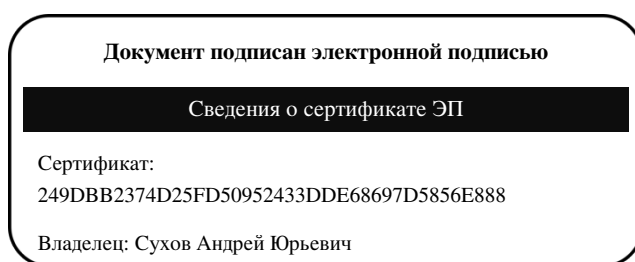 Документ подписан электронной подписью
Сведения о сертификате ЭП
Сертификат:
249DBB2374D25FD50952433DDE68697D5856E888
Владелец: Сухов Андрей Юрьевич